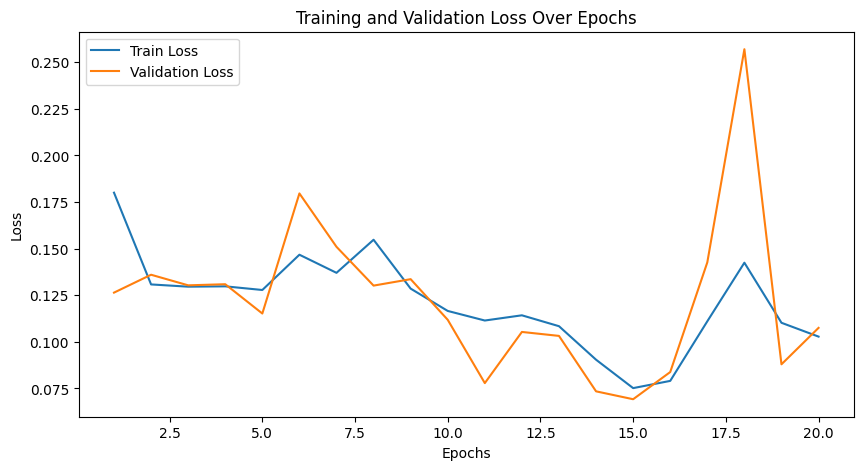 Training and Validation Loss Over Epochs
Train Loss
Validation Loss
0.250
0.225
0.200
0.175
0.150
0.125
0.100
0.075
Loss
2.5 5.0 7.5 10.0 12.5 15.0 17.5 20.0
Epochs